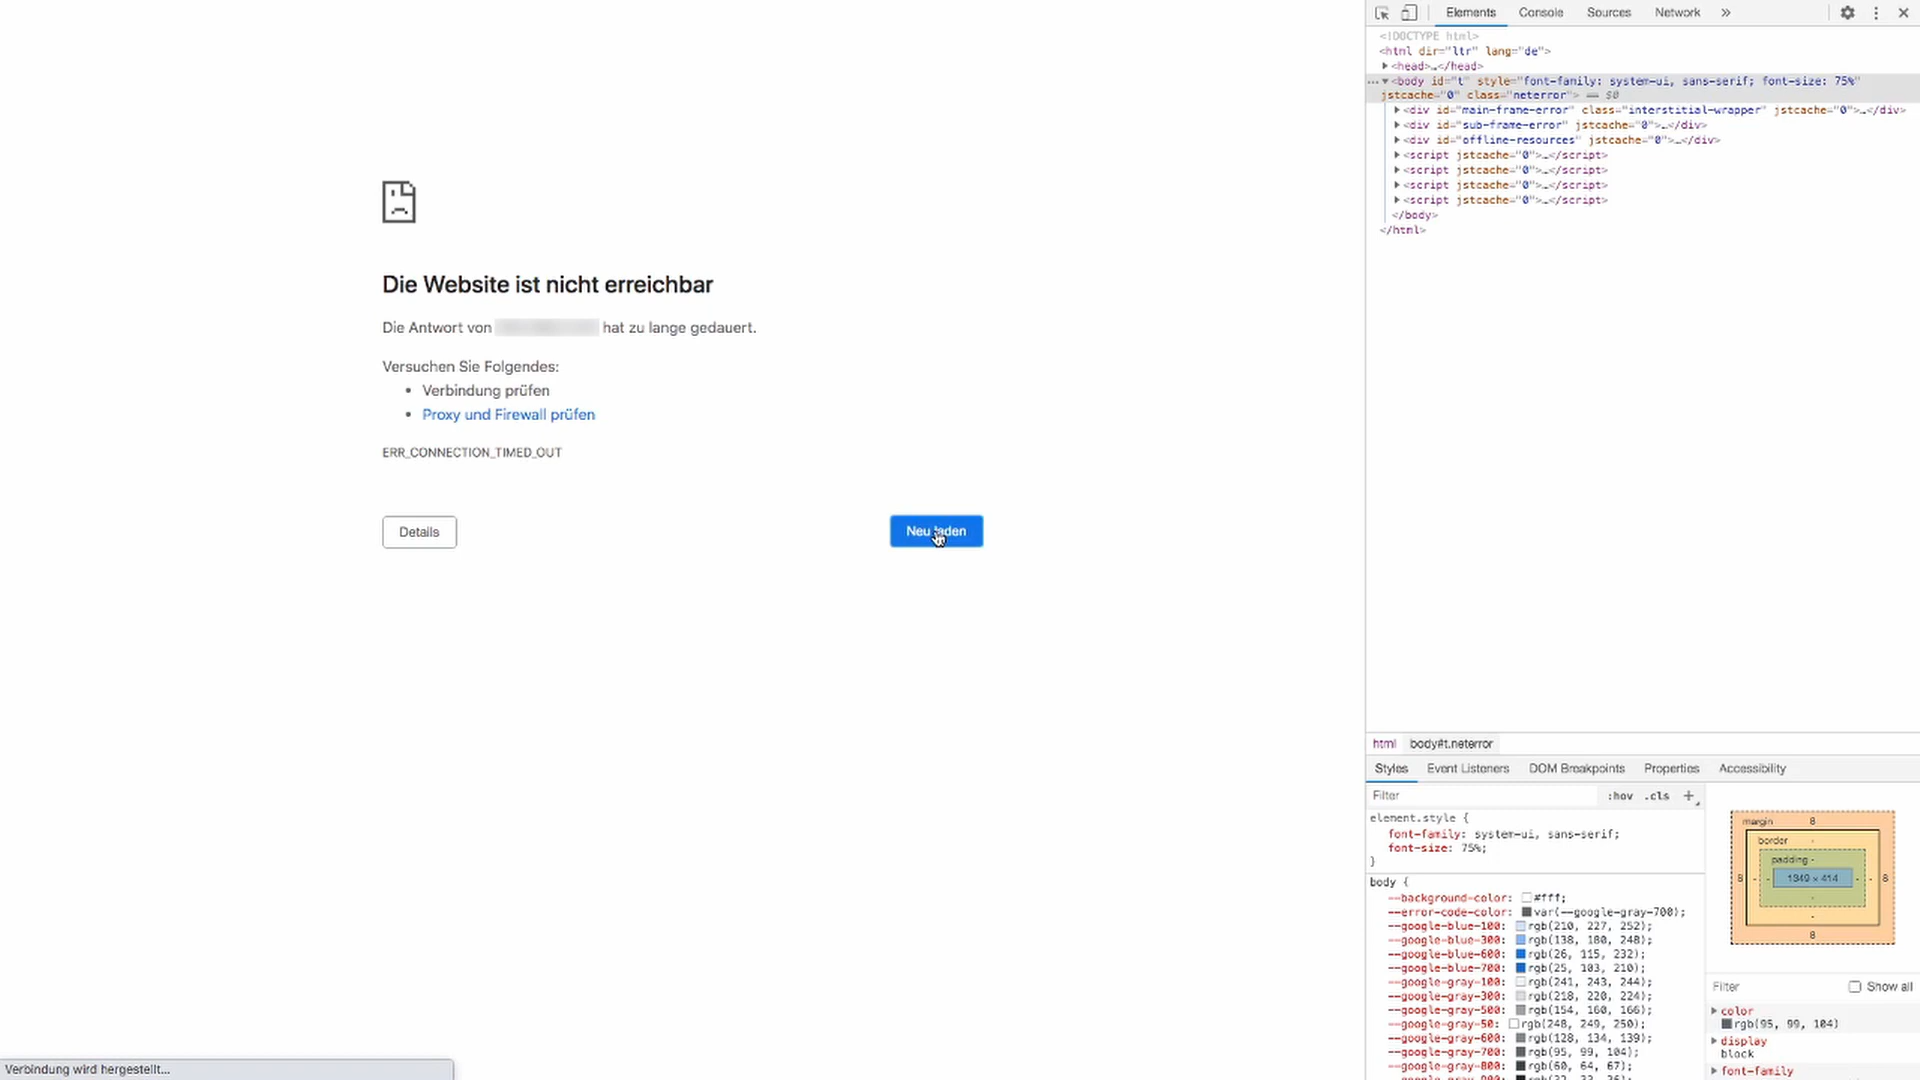 Die Website ist nicht erreichbar
Die Antwort von hat zu lange gedauert.
Versuchen Sie Folgendes:
• Verbindung prüfen
• Proxy und Firewall prüfen
ERR_CONNECTION_TIMED_OUT
Details
Neu laden
Verbindung wird hergestellt...
Elements Console Sources Network »
<!DOCTYPE html>
<html dir="ltr" lang="de">
<head>…</head>
<body id="t" style="font-family: system-ui, sans-serif; font-size: 75%"
jstcache="0" class="neterror"> == $0
<div id="main-frame-error" class="interstitial-wrapper" jstcache="0">…</div>
<div id="sub-frame-error" jstcache="0">…</div>
<div id="offline-resources" jstcache="0">…</div>
<script jstcache="0">…</script>
<script jstcache="0">…</script>
<script jstcache="0">…</script>
<script jstcache="0">…</script>
</body>
</html>
html body#t.neterror
Styles Event Listeners DOM Breakpoints Properties Accessibility
Filter :hov .cls +
element.style {
font-family: system-ui, sans-serif;
font-size: 75%;
}
body {
--background-color: #fff;
--error-code-color: var(--google-gray-700);
--google-blue-100: rgb(210, 227, 252);
--google-blue-300: rgb(138, 180, 248);
--google-blue-600: rgb(26, 115, 232);
--google-blue-700: rgb(25, 103, 210);
--google-gray-100: rgb(241, 243, 244);
--google-gray-300: rgb(218, 220, 224);
--google-gray-500: rgb(154, 160, 166);
--google-gray-50: rgb(248, 249, 250);
--google-gray-600: rgb(128, 134, 139);
--google-gray-700: rgb(95, 99, 104);
--google-gray-800: rgb(60, 64, 67);
margin 8
border -
padding -
8 - - 1349 × 414 - - 8
-
-
8
Filter Show all
color
rgb(95, 99, 104)
display
block
font-family